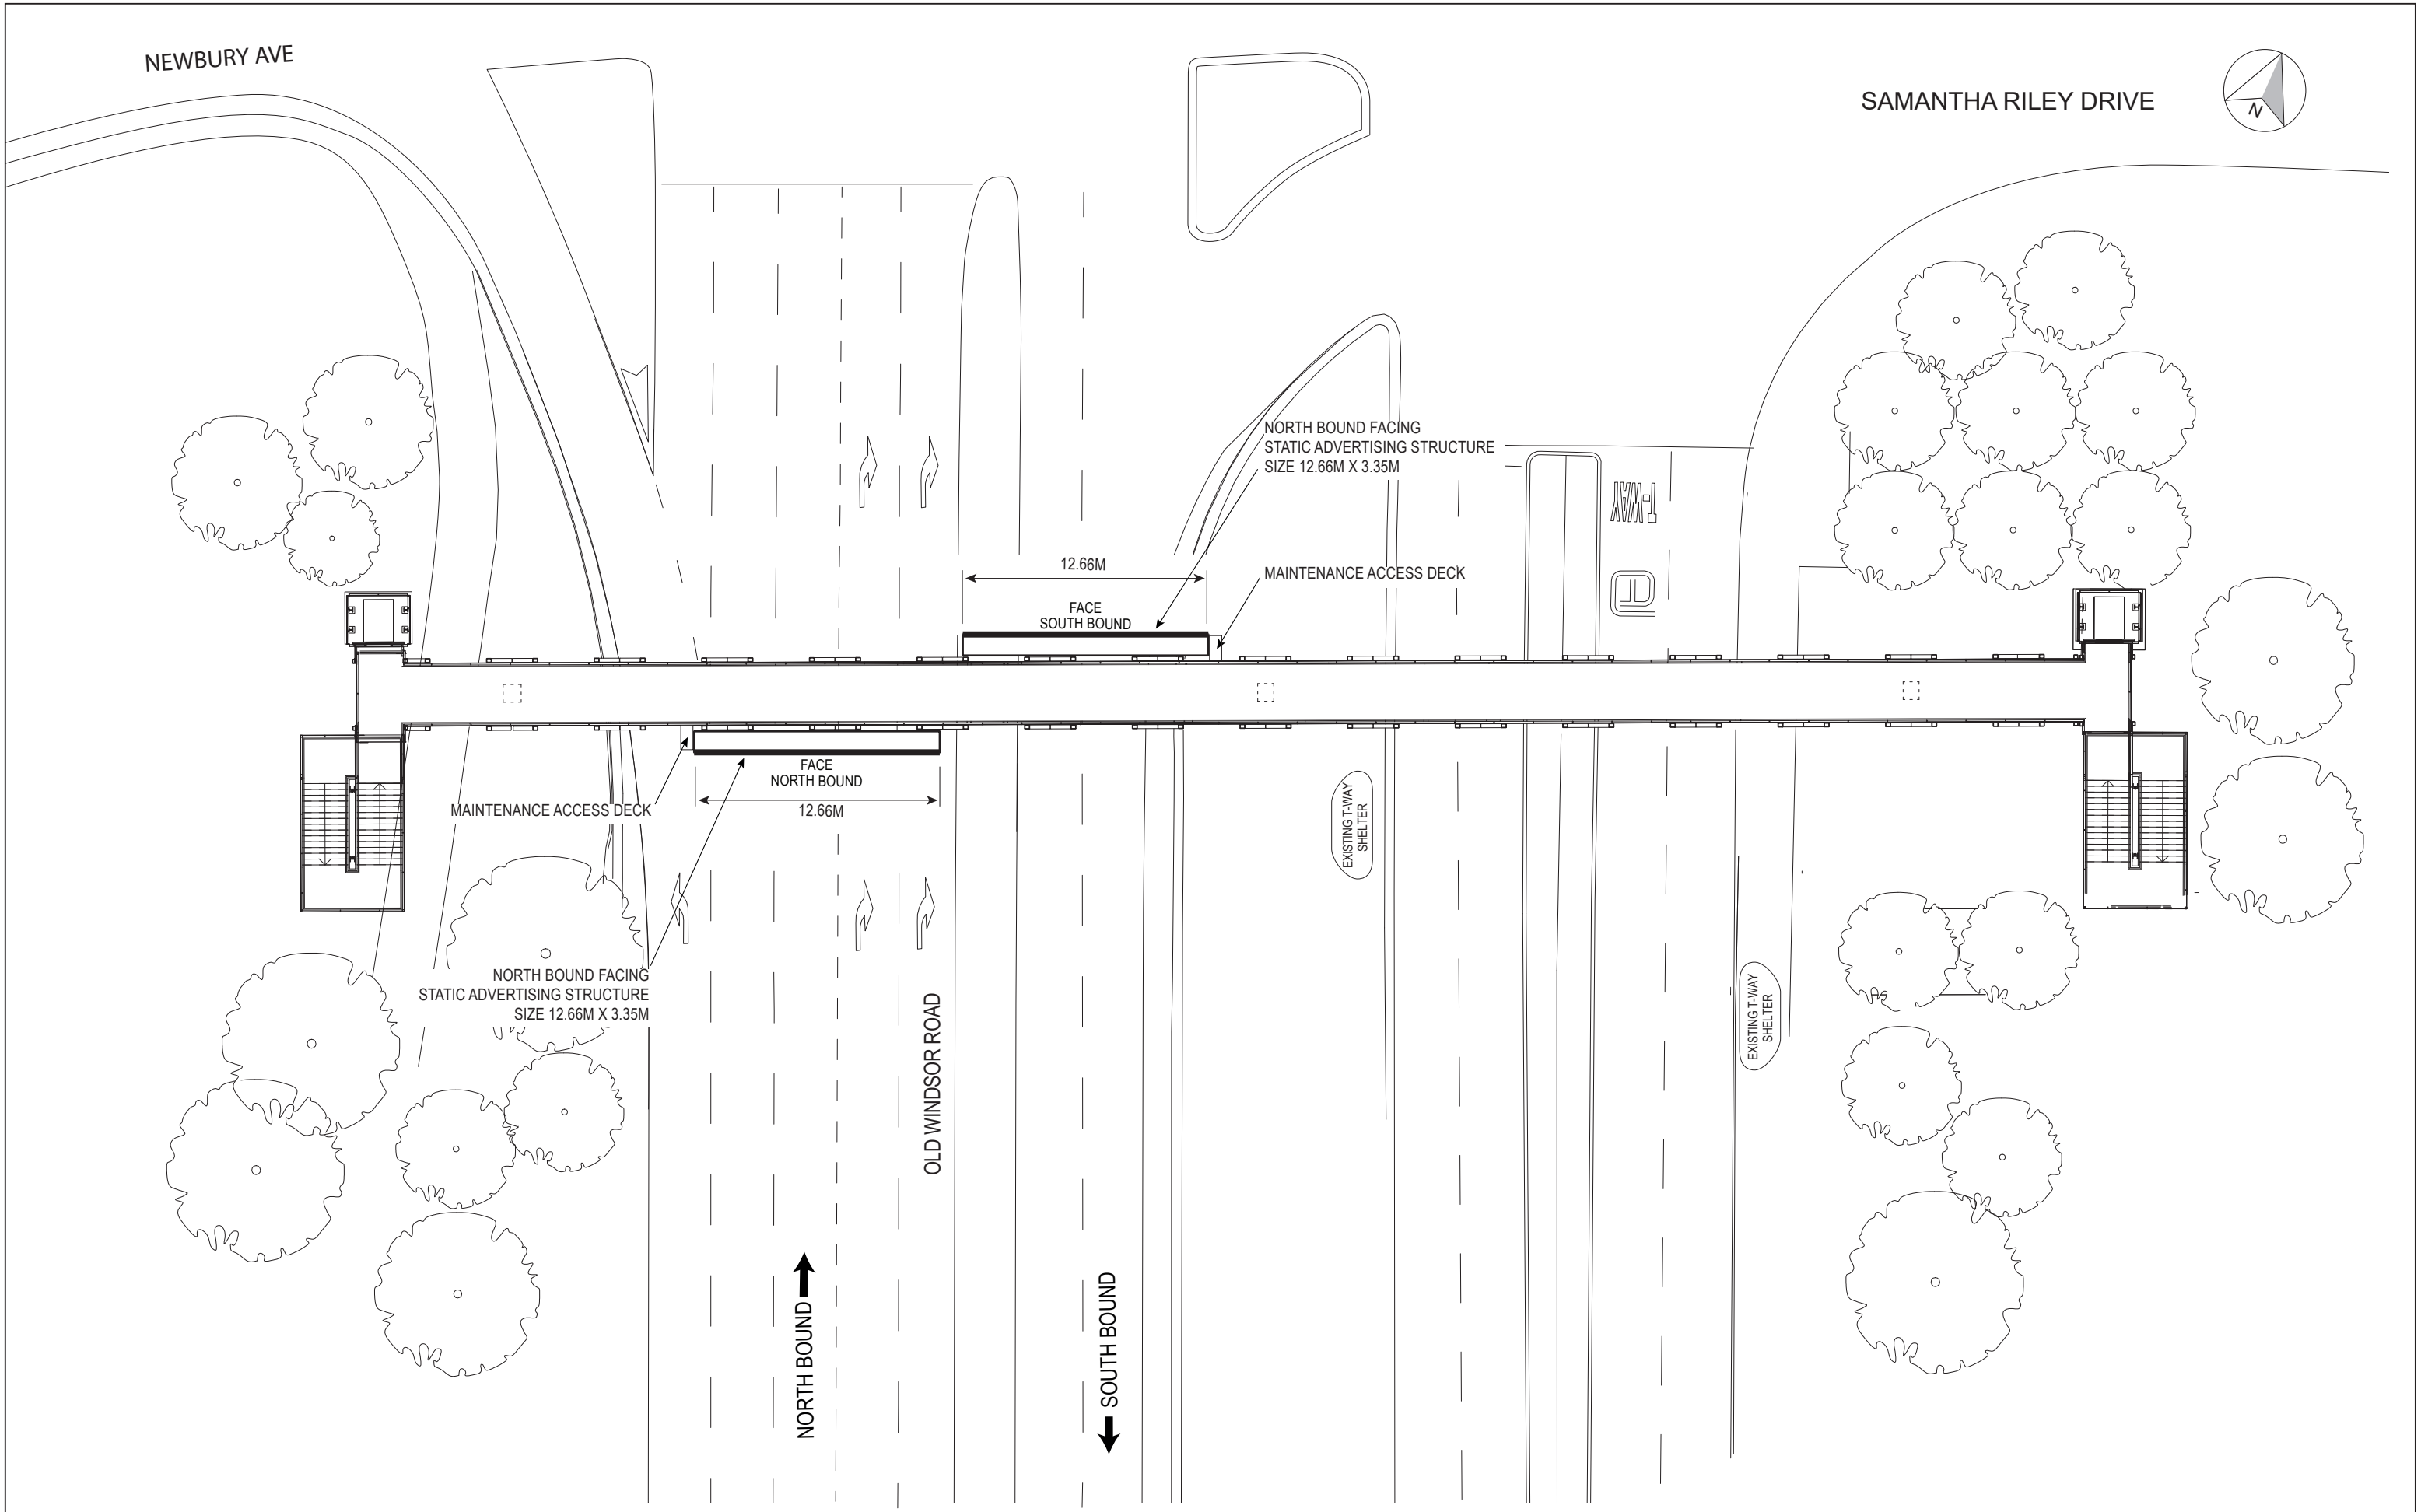 NEWBURY AVE
SAMANTHA RILEY DRIVE
N
NORTH BOUND FACING
STATIC ADVERTISING STRUCTURE
SIZE 12.66M X 3.35M
T-WAY
12.66M
MAINTENANCE ACCESS DECK
FACE
SOUTH BOUND
FACE
NORTH BOUND
MAINTENANCE ACCESS DECK
12.66M
EXISTING T-WAY
SHELTER
NORTH BOUND FACING
STATIC ADVERTISING STRUCTURE
SIZE 12.66M X 3.35M
OLD WINDSOR ROAD
EXISTING T-WAY
SHELTER
NORTH BOUND
SOUTH BOUND